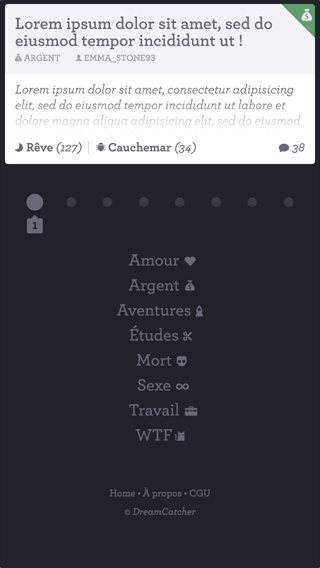 Lorem ipsum dolor sit amet, sed do
eiusmod tempor incididunt ut !
ARGENT EMMA_STONE93
Lorem ipsum dolor sit amet, consectetur adipisicing
elit, sed do eiusmod tempor incididunt ut labore et
dolore magna aliqua adipisicing elit, sed do eiusmod
Rêve (127) Cauchemar (34) 38
1
Amour
Argent
Aventures
Études
Mort
Sexe
Travail
WTF
Home • À propos • CGU
© DreamCatcher